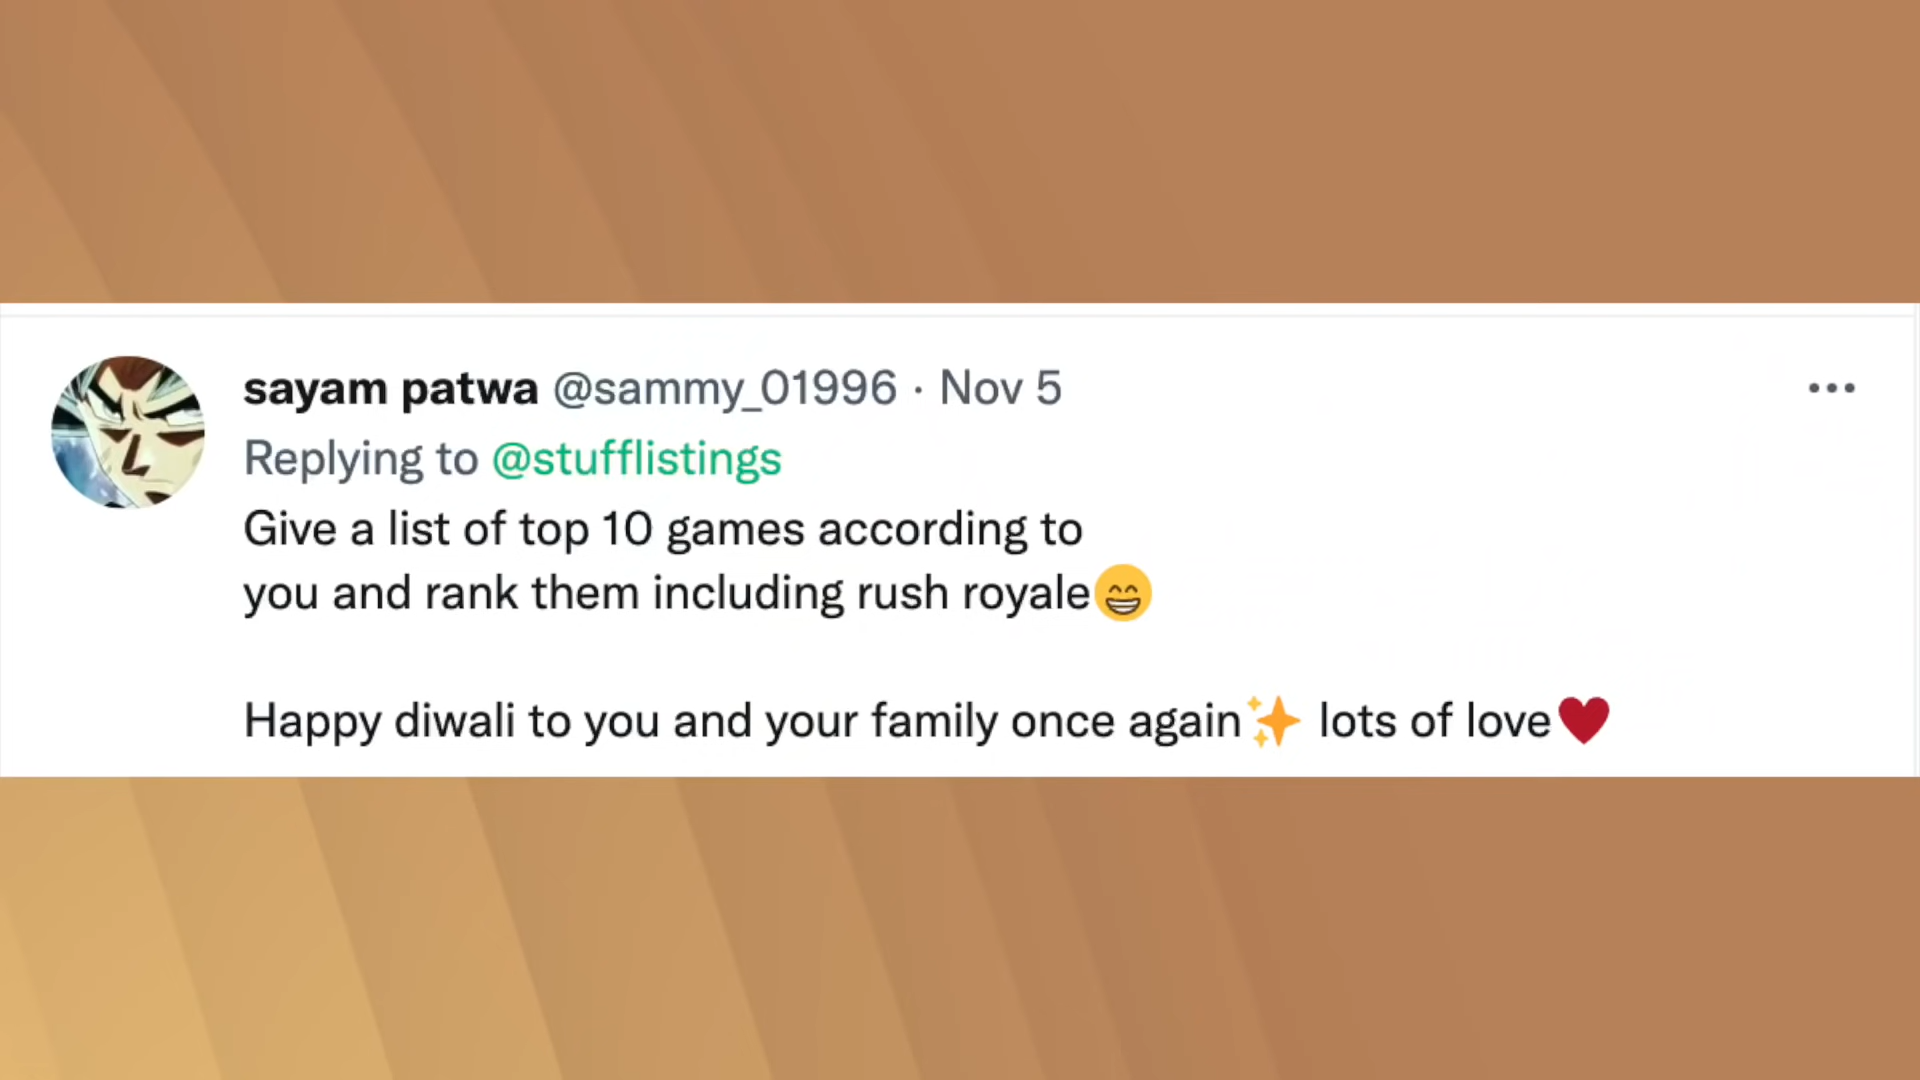 sayam patwa @sammy_01996 · Nov 5
Replying to @stufflistings
Give a list of top 10 games according to
you and rank them including rush royale😁
Happy diwali to you and your family once again✨ lots of love❤️